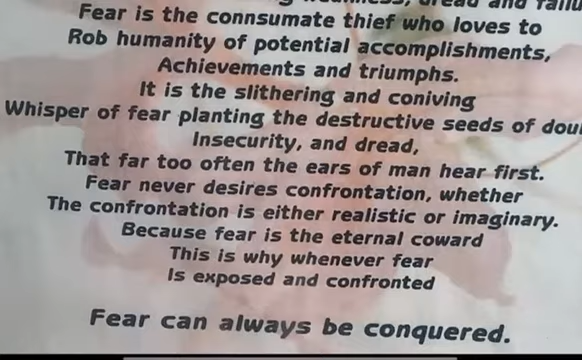 dread and
Fear is the connsumate thief who loves to
Rob humanity of potential accomplishments,
Achievements and triumphs.
It is the slithering and coniving
Whisper of fear planting the destructive seeds of
Insecurity, and dread,
That far too often the ears of man hear first.
Fear never desires confrontation, whether
The confrontation is either realistic or imaginary.
Because fear is the eternal coward
This is why whenever fear
Is exposed and confronted
Fear can always be conquered.